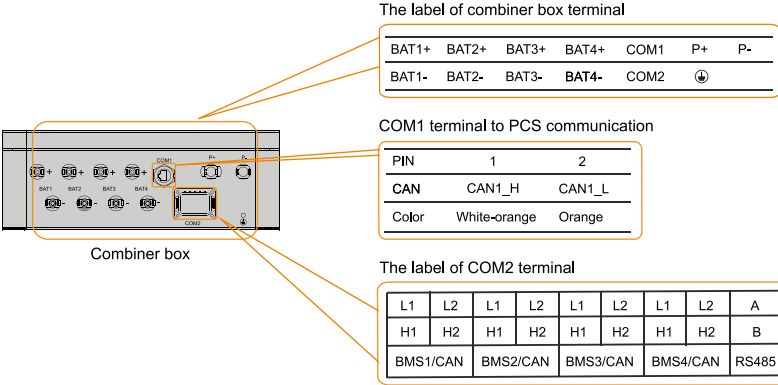 The label of combiner box terminal
BAT1+ BAT2+ BAT3+ BAT4+ COM1 P+ P-
BAT1- BAT2- BAT3- BAT4- COM2
COM1 terminal to PCS communication
PIN 1 2
CAN CAN1_H CAN1_L
Color White-orange Orange
COM1 P+ P-
+ + + +
BAT1 BAT2 BAT3 BAT4
- - - -
COM2
Combiner box
The label of COM2 terminal
L1 L2 L1 L2 L1 L2 L1 L2 A
H1 H2 H1 H2 H1 H2 H1 H2 B
BMS1/CAN BMS2/CAN BMS3/CAN BMS4/CAN RS485